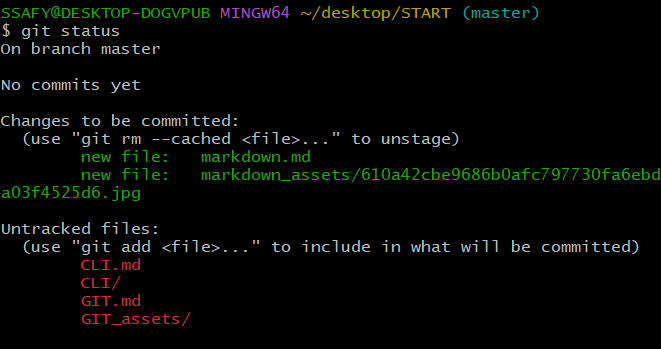 SSAFY@DESKTOP-DOGVPUB MINGW64 ~/desktop/START (master)
$ git status
On branch master
No commits yet
Changes to be committed:
(use "git rm --cached <file>..." to unstage)
new file: markdown.md
new file: markdown_assets/610a42cbe9686b0afc797730fa6ebd
a03f4525d6.jpg
Untracked files:
(use "git add <file>..." to include in what will be committed)
CLI.md
CLI/
GIT.md
GIT_assets/